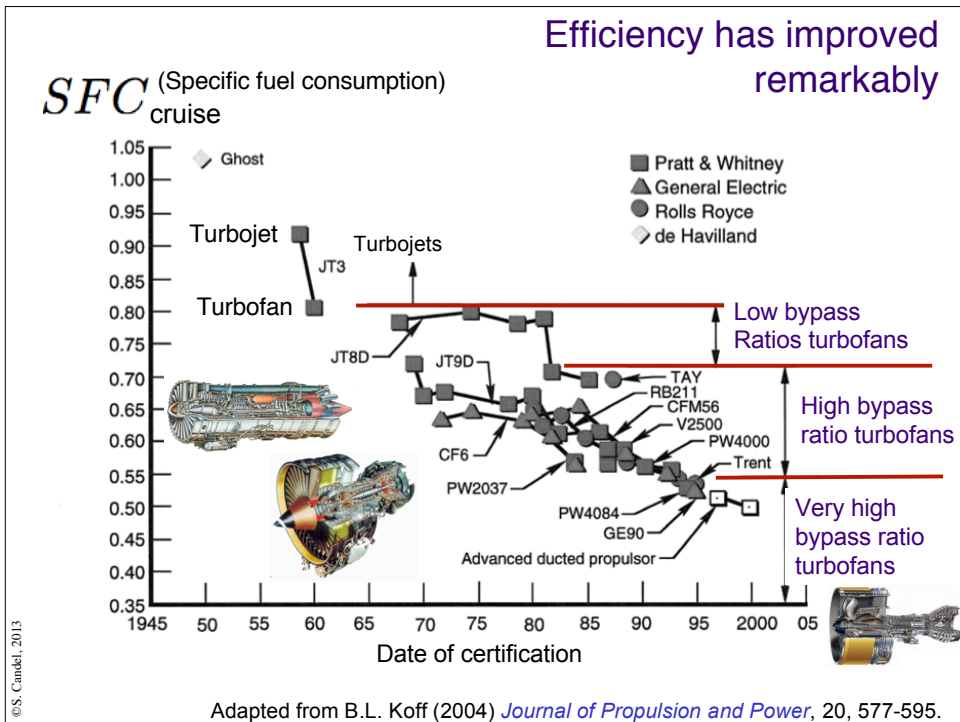 Efficiency has improved
remarkably
SFC (Specific fuel consumption)
cruise
1.05
1.00
0.95
0.90
0.85
0.80
0.75
0.70
0.65
0.60
0.55
0.50
0.45
0.40
0.35
Ghost
Pratt & Whitney
General Electric
Rolls Royce
de Havilland
Turbojet
JT3
Turbofan
Turbojets
Low bypass
Ratios turbofans
JT8D
JT9D
TAY
RB211
CFM56
V2500
PW4000
Trent
High bypass
ratio turbofans
CF6
PW2037
PW4084
GE90
Advanced ducted propulsor
Very high
bypass ratio
turbofans
1945 50 55 60 65 70 75 80 85 90 95 2000 05
Date of certification
©S. Candel, 2013
Adapted from B.L. Koff (2004) Journal of Propulsion and Power, 20, 577-595.